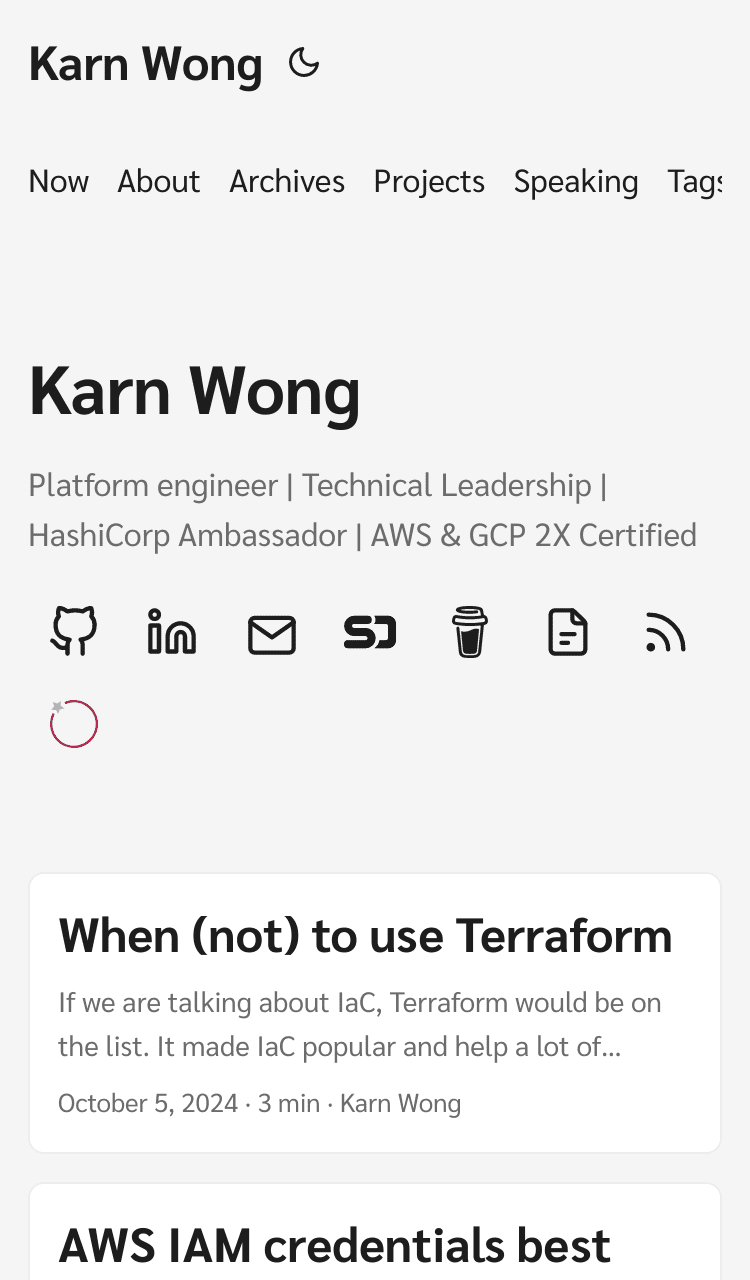 Karn Wong
Now About Archives Projects Speaking Tags
Karn Wong
Platform engineer | Technical Leadership |
HashiCorp Ambassador | AWS & GCP 2X Certified
When (not) to use Terraform
If we are talking about IaC, Terraform would be on
the list. It made IaC popular and help a lot of...
October 5, 2024 · 3 min · Karn Wong
AWS IAM credentials best